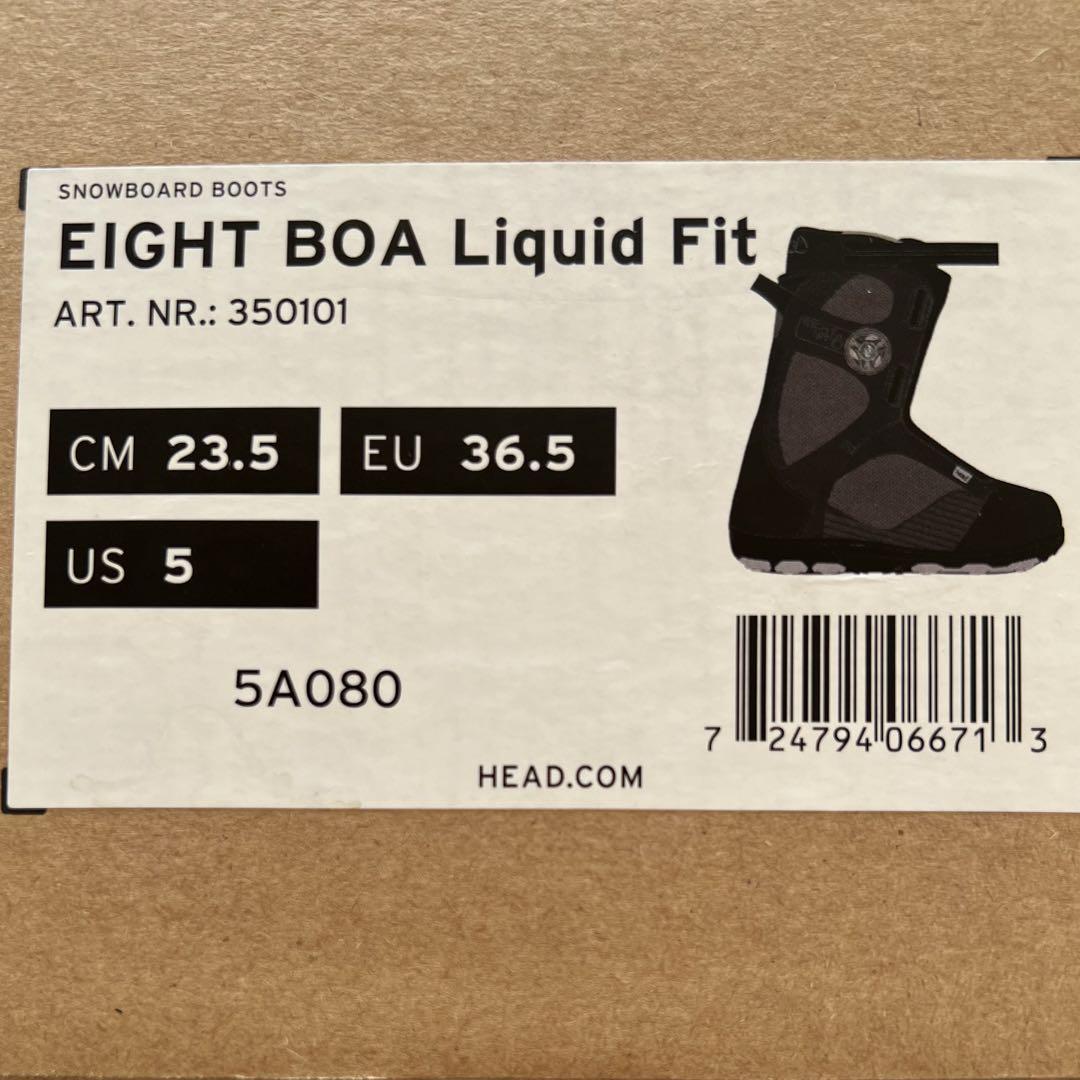 SNOWBOARD BOOTS
EIGHT BOA Liquid Fit
ART. NR.: 350101
CM 23.5 EU 36.5
US 5
5A080
7 24794 06671 3
HEAD.COM